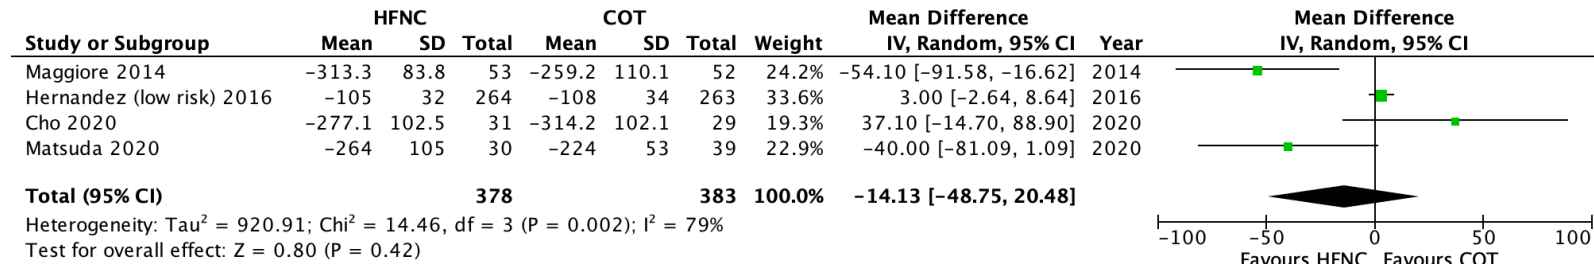 HFNC COT Mean Difference Mean Difference
Study or Subgroup Mean SD Total Mean SD Total Weight IV, Random, 95% CI Year IV, Random, 95% CI
Maggiore 2014 −313.3 83.8 53 −259.2 110.1 52 24.2% −54.10 [−91.58, −16.62] 2014
Hernandez (low risk) 2016 −105 32 264 −108 34 263 33.6% 3.00 [−2.64, 8.64] 2016
Cho 2020 −277.1 102.5 31 −314.2 102.1 29 19.3% 37.10 [−14.70, 88.90] 2020
Matsuda 2020 −264 105 30 −224 53 39 22.9% −40.00 [−81.09, 1.09] 2020
Total (95% CI) 378 383 100.0% −14.13 [−48.75, 20.48]
Heterogeneity: Tau² = 920.91; Chi² = 14.46, df = 3 (P = 0.002); I² = 79%
Test for overall effect: Z = 0.80 (P = 0.42)
−100 −50 0 50 100
Favours HFNC Favours COT